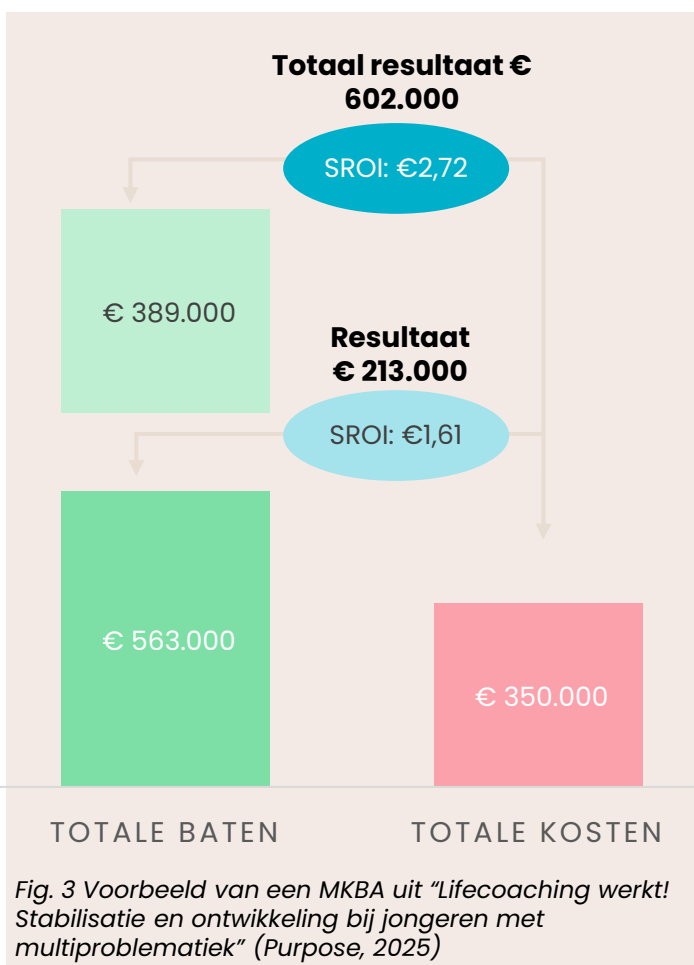 Totaal resultaat €
602.000
SROI: €2,72
€ 389.000
Resultaat
€ 213.000
SROI: €1,61
€ 563.000
€ 350.000
TOTALE BATEN
TOTALE KOSTEN
Fig. 3 Voorbeeld van een MKBA uit “Lifecoaching werkt!
Stabilisatie en ontwikkeling bij jongeren met
multiproblematiek” (Purpose, 2025)